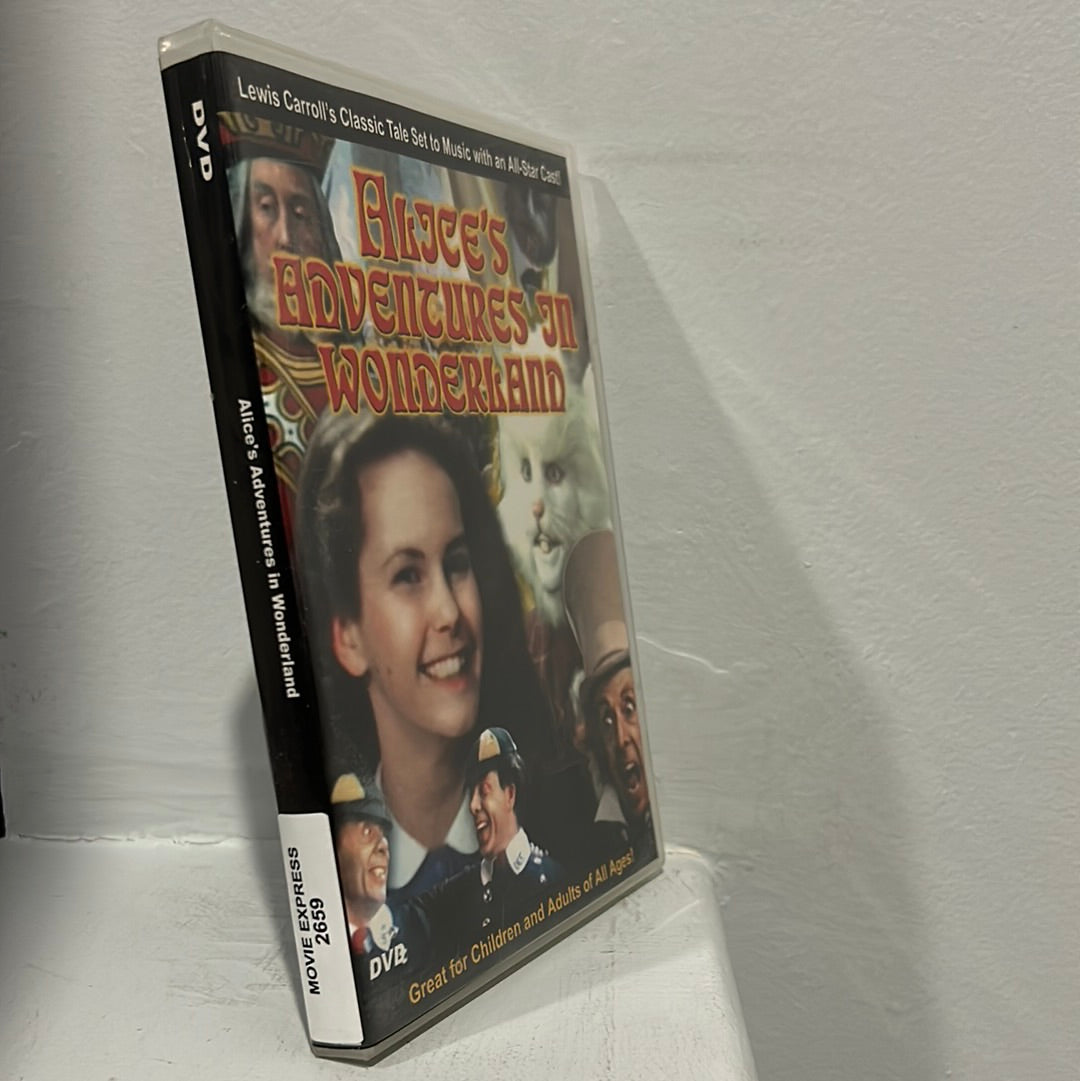 DVD
Alice's Adventures in Wonderland
MOVIE EXPRESS
2659
Lewis Carroll's Classic Tale Set to Music with an All-Star Cast!
ALICE'S
ADVENTURES IN
WONDERLAND
DVD
Great for Children and Adults of All Ages!